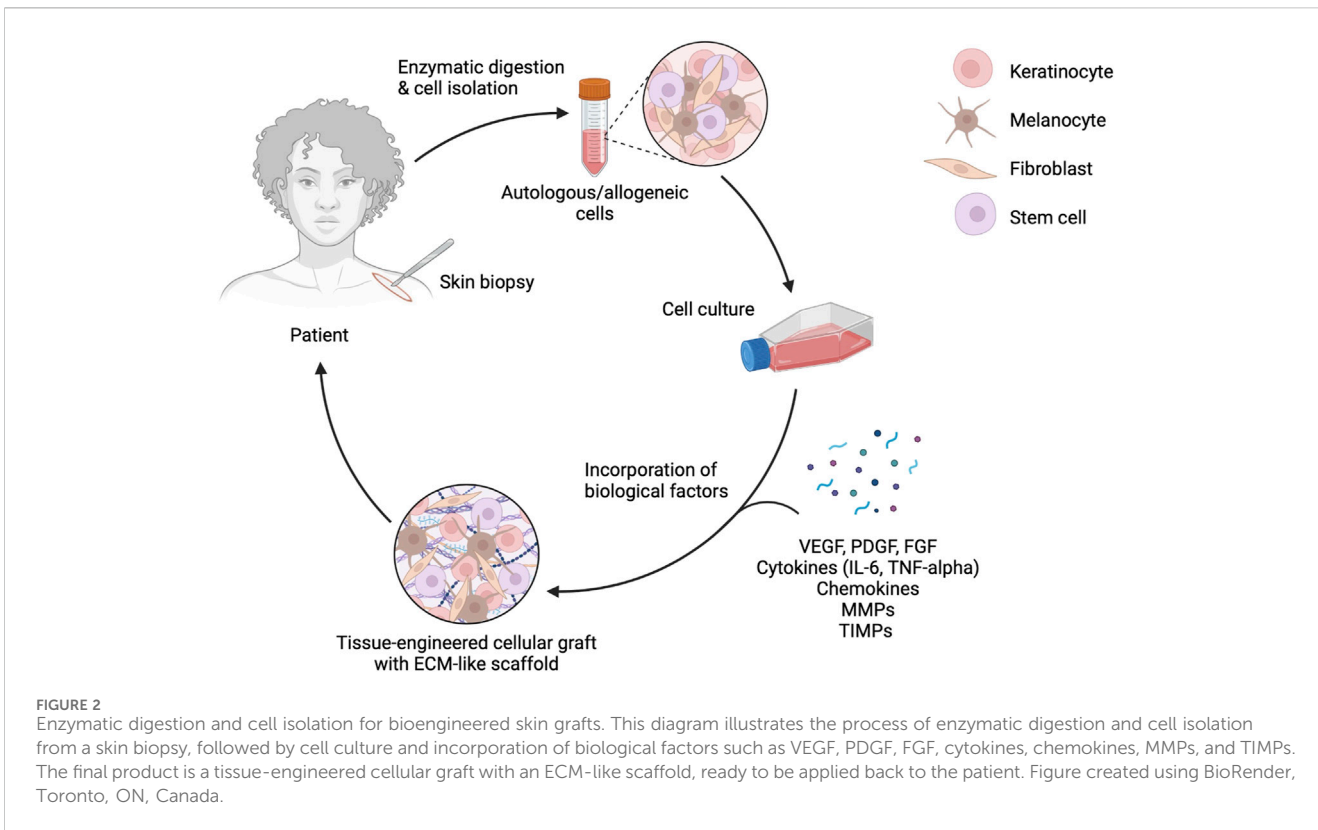 Enzymatic digestion
& cell isolation
Autologous/allogeneic
cells
Keratinocyte
Melanocyte
Fibroblast
Stem cell
Skin biopsy
Patient
Cell culture
Incorporation of
biological factors
VEGF, PDGF, FGF
Cytokines (IL-6, TNF-alpha)
Chemokines
MMPs
TIMPs
Tissue-engineered cellular graft
with ECM-like scaffold
FIGURE 2
Enzymatic digestion and cell isolation for bioengineered skin grafts. This diagram illustrates the process of enzymatic digestion and cell isolation
from a skin biopsy, followed by cell culture and incorporation of biological factors such as VEGF, PDGF, FGF, cytokines, chemokines, MMPs, and TIMPs.
The final product is a tissue-engineered cellular graft with an ECM-like scaffold, ready to be applied back to the patient. Figure created using BioRender,
Toronto, ON, Canada.